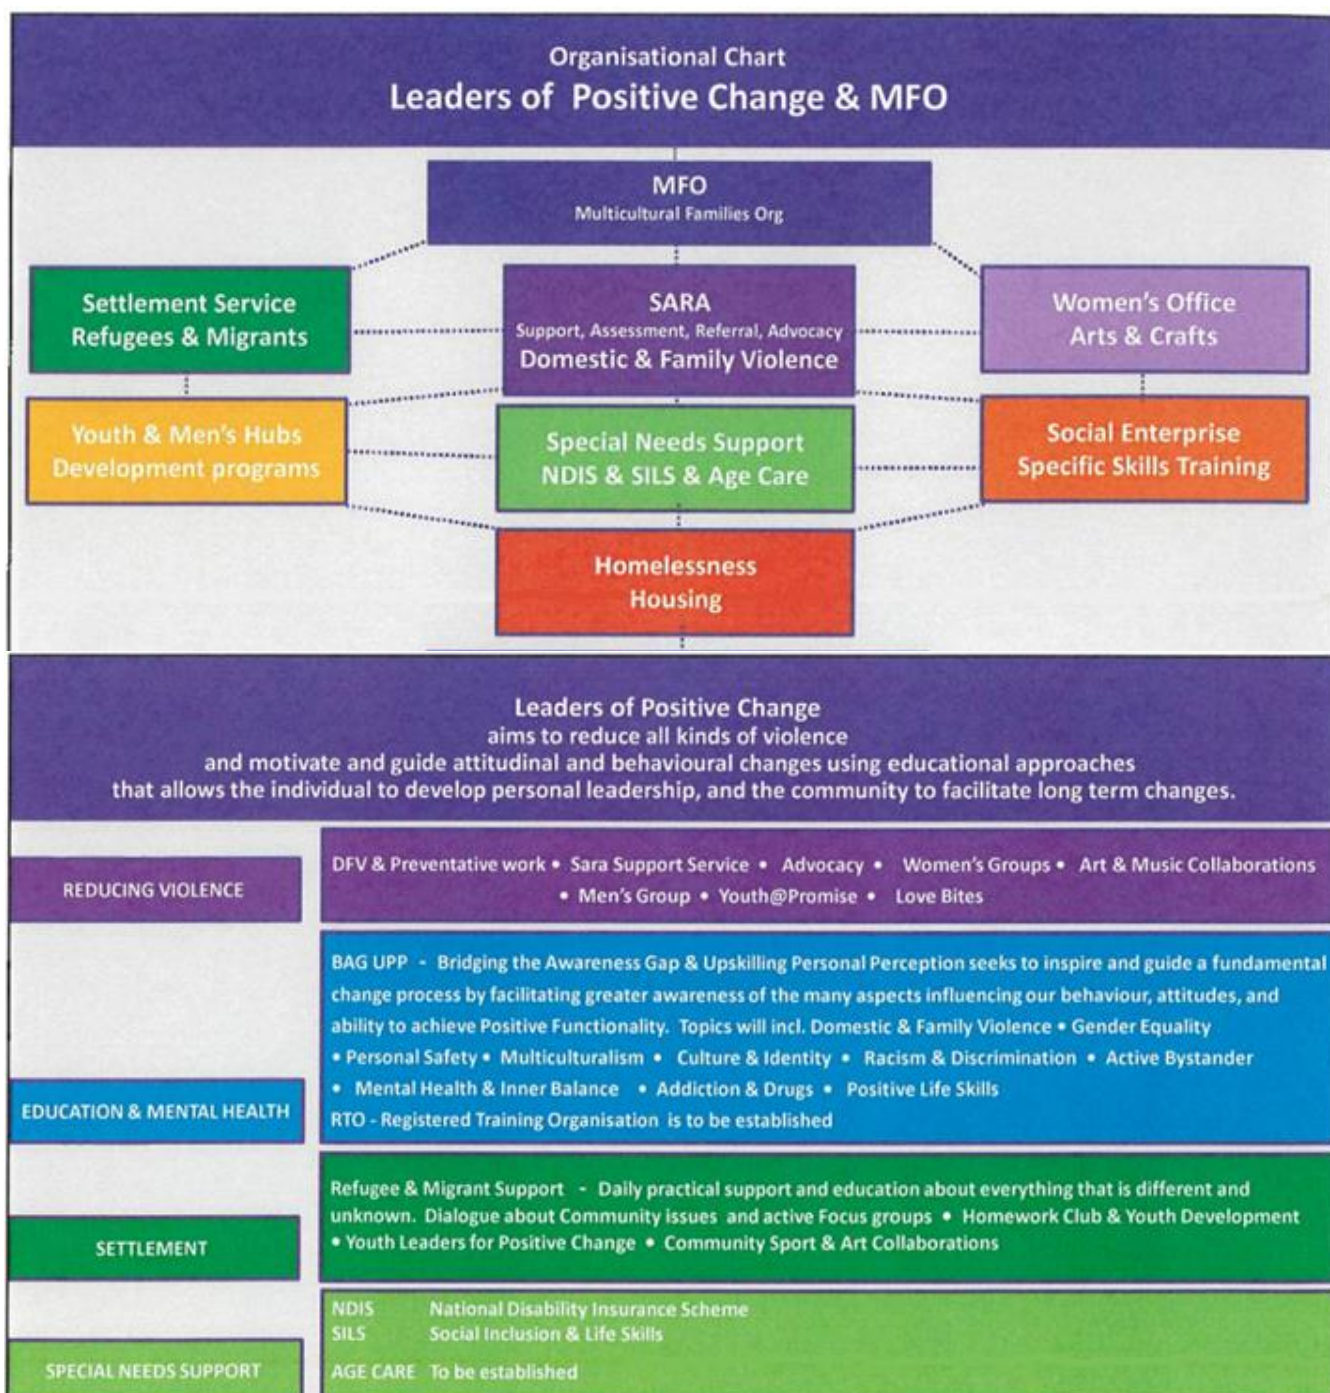 Organisational Chart
Leaders of Positive Change & MFO
MFO
Multicultural Families Org
Settlement Service
Refugees & Migrants
SARA
Support, Assessment, Referral, Advocacy
Domestic & Family Violence
Women's Office
Arts & Crafts
Youth & Men's Hubs
Development programs
Special Needs Support
NDIS & SILS & Age Care
Social Enterprise
Specific Skills Training
Homelessness
Housing
Leaders of Positive Change
aims to reduce all kinds of violence
and motivate and guide attitudinal and behavioural changes using educational approaches
that allows the individual to develop personal leadership, and the community to facilitate long term changes.
REDUCING VIOLENCE
DFV & Preventative work • Sara Support Service • Advocacy • Women's Groups • Art & Music Collaborations
• Men's Group • Youth@Promise • Love Bites
EDUCATION & MENTAL HEALTH
BAG UPP - Bridging the Awareness Gap & Upskilling Personal Perception seeks to inspire and guide a fundamental
change process by facilitating greater awareness of the many aspects influencing our behaviour, attitudes, and
ability to achieve Positive Functionality. Topics will incl. Domestic & Family Violence • Gender Equality
• Personal Safety • Multiculturalism • Culture & Identity • Racism & Discrimination • Active Bystander
• Mental Health & Inner Balance • Addiction & Drugs • Positive Life Skills
RTO - Registered Training Organisation is to be established
SETTLEMENT
Refugee & Migrant Support - Daily practical support and education about everything that is different and
unknown. Dialogue about Community issues and active Focus groups • Homework Club & Youth Development
• Youth Leaders for Positive Change • Community Sport & Art Collaborations
SPECIAL NEEDS SUPPORT
NDIS National Disability Insurance Scheme
SILS Social Inclusion & Life Skills
AGE CARE To be established